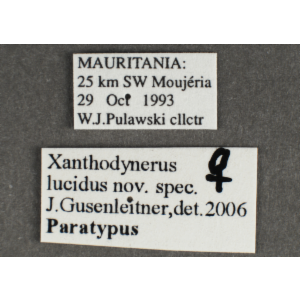 MAURITANIA:
25 km SW Moujéria
29 Oct 1993
W.J.Pulawski cllctr
Xanthodynerus ♀
lucidus nov. spec.
J.Gusenleitner,det.2006
Paratypus